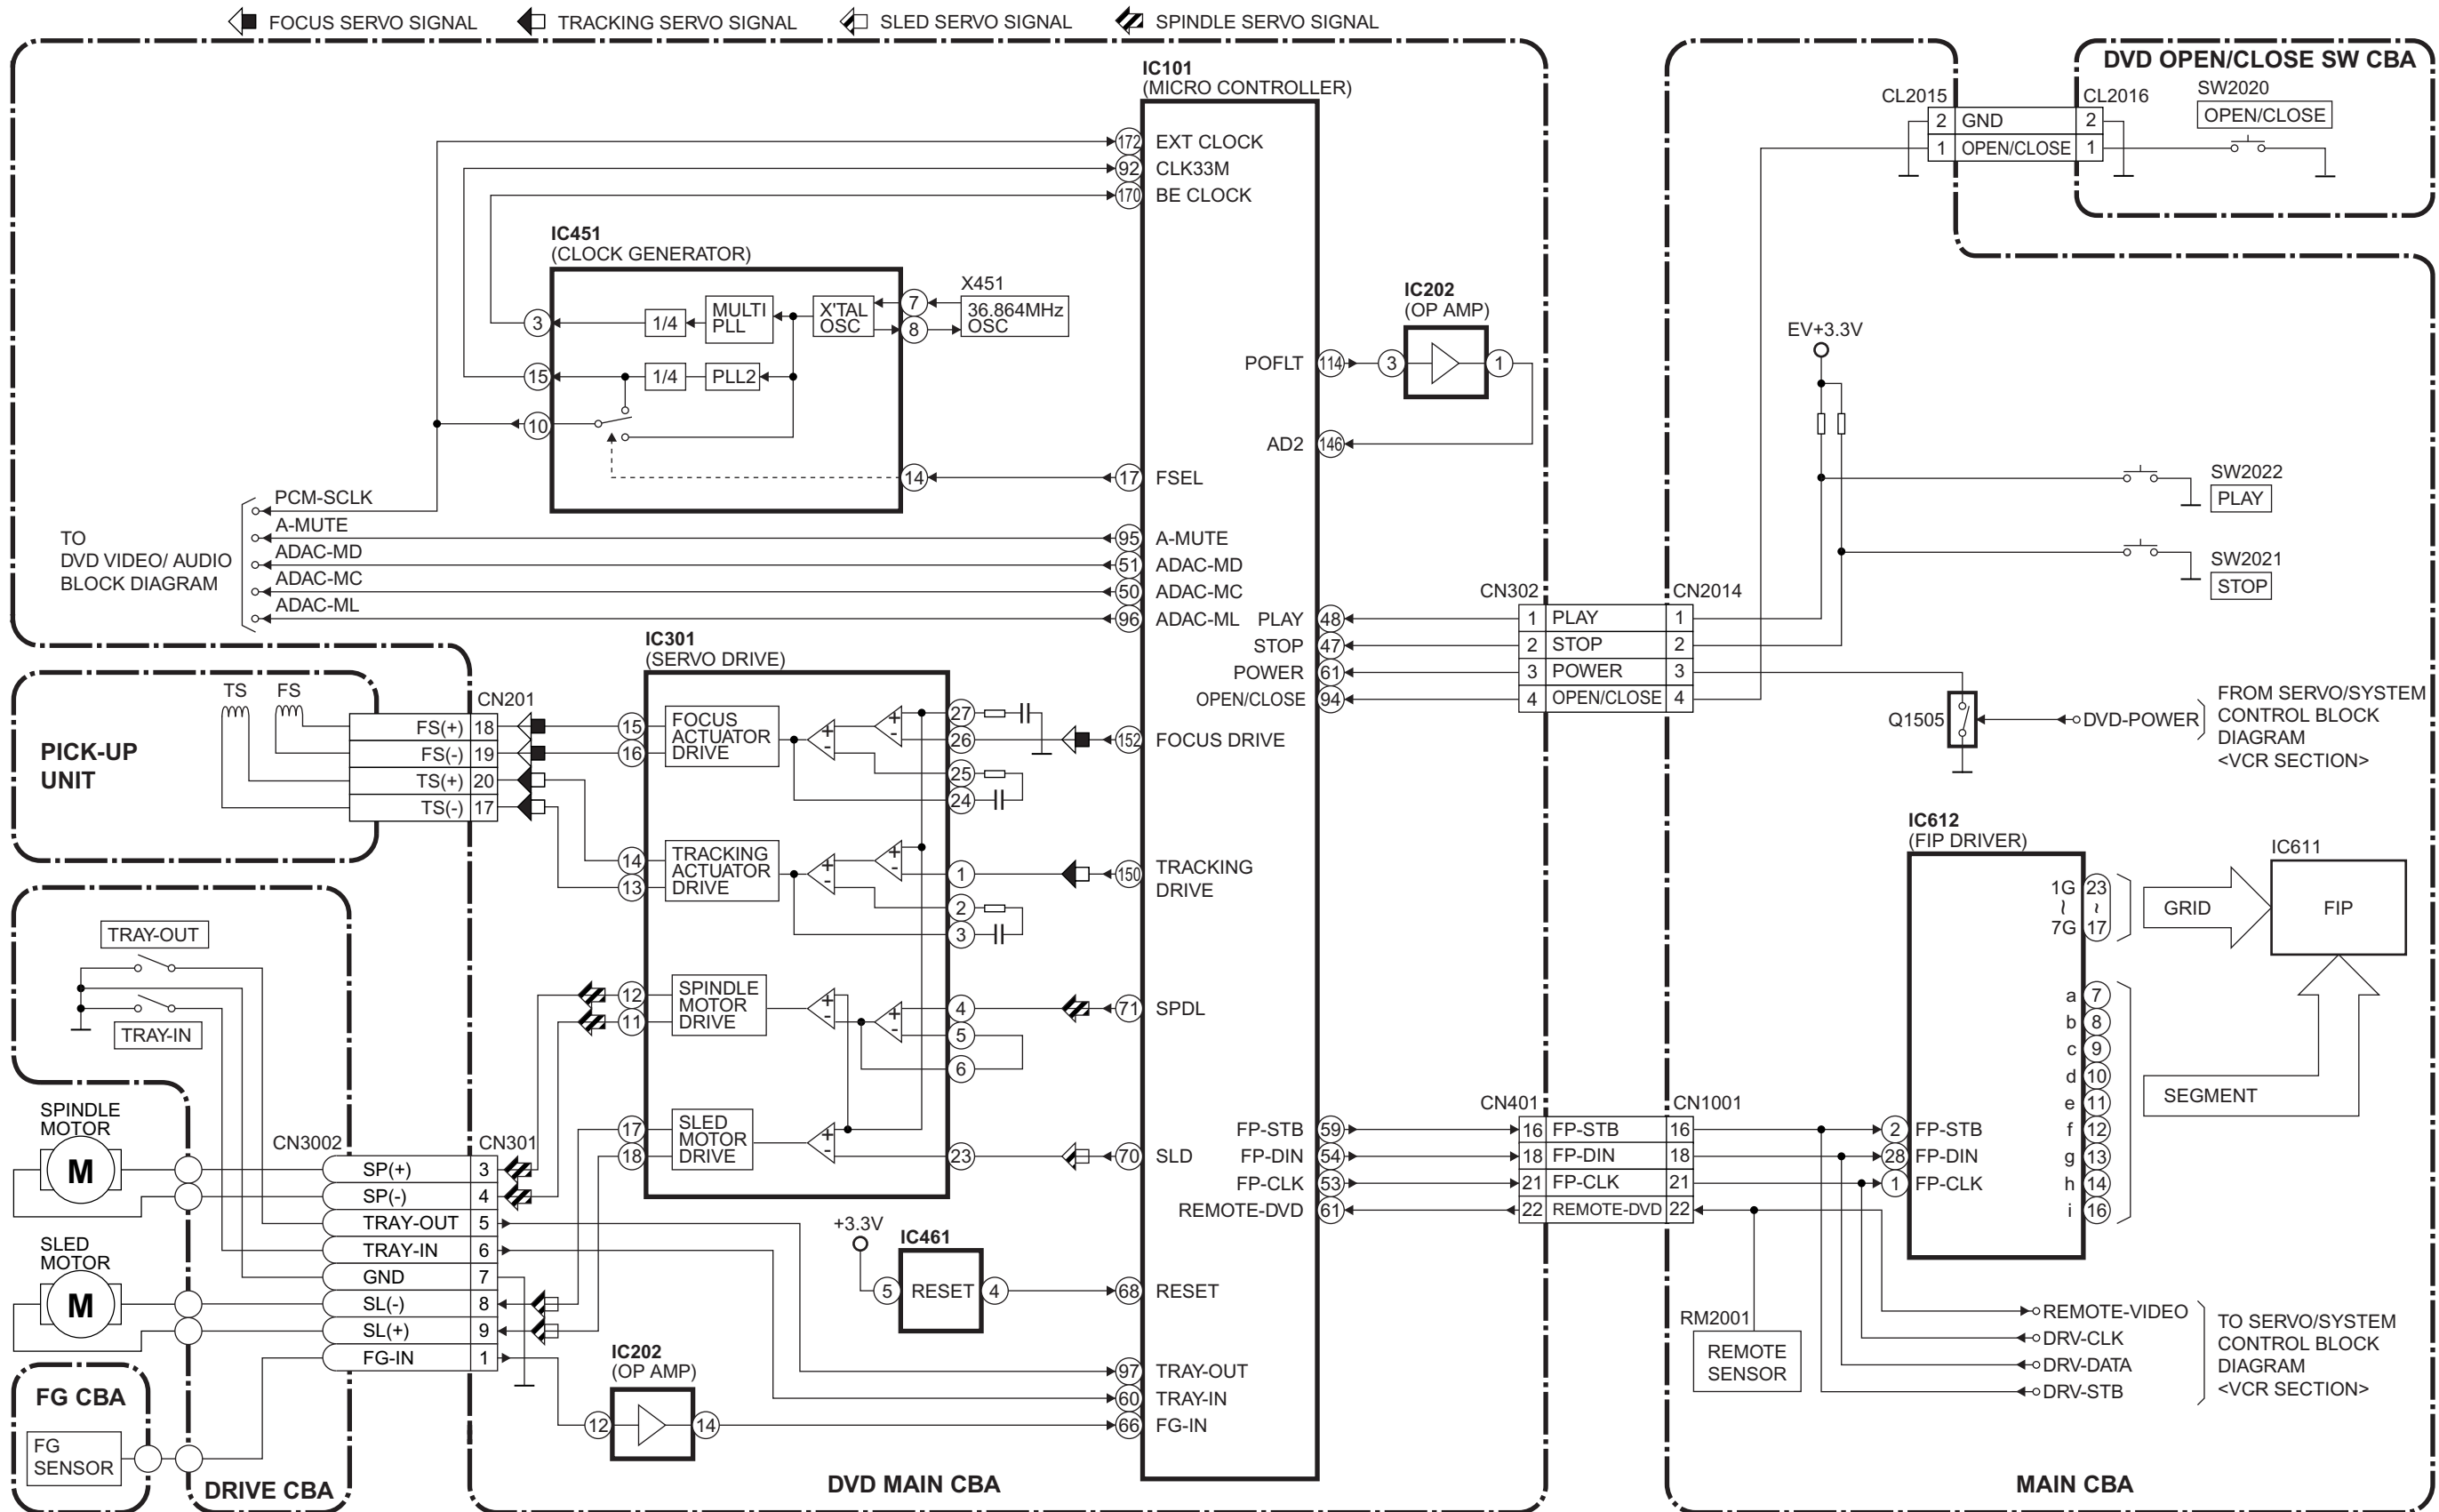 FOCUS SERVO SIGNAL
TRACKING SERVO SIGNAL
SLED SERVO SIGNAL
SPINDLE SERVO SIGNAL
IC101
(MICRO CONTROLLER)
172 EXT CLOCK
92 CLK33M
170 BE CLOCK
IC451
(CLOCK GENERATOR)
3
1/4
MULTI
PLL
X'TAL
OSC
7
8
X451
36.864MHz
OSC
15
1/4
PLL2
10
14
17 FSEL
TO
DVD VIDEO/ AUDIO
BLOCK DIAGRAM
PCM-SCLK
A-MUTE
ADAC-MD
ADAC-MC
ADAC-ML
95 A-MUTE
51 ADAC-MD
50 ADAC-MC
96 ADAC-ML
POFLT 114
AD2 146
IC202
(OP AMP)
3
1
PLAY 48
STOP 47
POWER 61
OPEN/CLOSE 94
CN302
CN2014
1 PLAY 1
2 STOP 2
3 POWER 3
4 OPEN/CLOSE 4
DVD OPEN/CLOSE SW CBA
CL2015
CL2016
2 GND 2
1 OPEN/CLOSE 1
SW2020
OPEN/CLOSE
EV+3.3V
SW2022
PLAY
SW2021
STOP
Q1505
DVD-POWER
FROM SERVO/SYSTEM
CONTROL BLOCK
DIAGRAM
<VCR SECTION>
PICK-UP
UNIT
TS
FS
CN201
FS(+) 18
FS(-) 19
TS(+) 20
TS(-) 17
IC301
(SERVO DRIVE)
15
16
FOCUS
ACTUATOR
DRIVE
+
-
+
-
27
26
25
24
152 FOCUS DRIVE
14
13
TRACKING
ACTUATOR
DRIVE
+
-
+
-
1
2
3
150 TRACKING
DRIVE
12
11
SPINDLE
MOTOR
DRIVE
+
-
+
-
4
5
6
71 SPDL
17
18
SLED
MOTOR
DRIVE
+
-
23
70 SLD
TRAY-OUT
TRAY-IN
SPINDLE
MOTOR
M
SLED
MOTOR
M
CN3002
CN301
SP(+) 3
SP(-) 4
TRAY-OUT 5
TRAY-IN 6
GND 7
SL(-) 8
SL(+) 9
FG-IN 1
FG CBA
FG
SENSOR
DRIVE CBA
+3.3V
IC461
5
RESET
4
68 RESET
IC202
(OP AMP)
12
14
97 TRAY-OUT
60 TRAY-IN
66 FG-IN
DVD MAIN CBA
FP-STB 59
FP-DIN 54
FP-CLK 53
REMOTE-DVD 61
CN401
CN1001
16 FP-STB 16
18 FP-DIN 18
21 FP-CLK 21
22 REMOTE-DVD 22
IC612
(FIP DRIVER)
2 FP-STB
28 FP-DIN
1 FP-CLK
1G 23
~ ~
7G 17
a 7
b 8
c 9
d 10
e 11
f 12
g 13
h 14
i 16
GRID
SEGMENT
IC611
FIP
RM2001
REMOTE
SENSOR
REMOTE-VIDEO
DRV-CLK
DRV-DATA
DRV-STB
TO SERVO/SYSTEM
CONTROL BLOCK
DIAGRAM
<VCR SECTION>
MAIN CBA